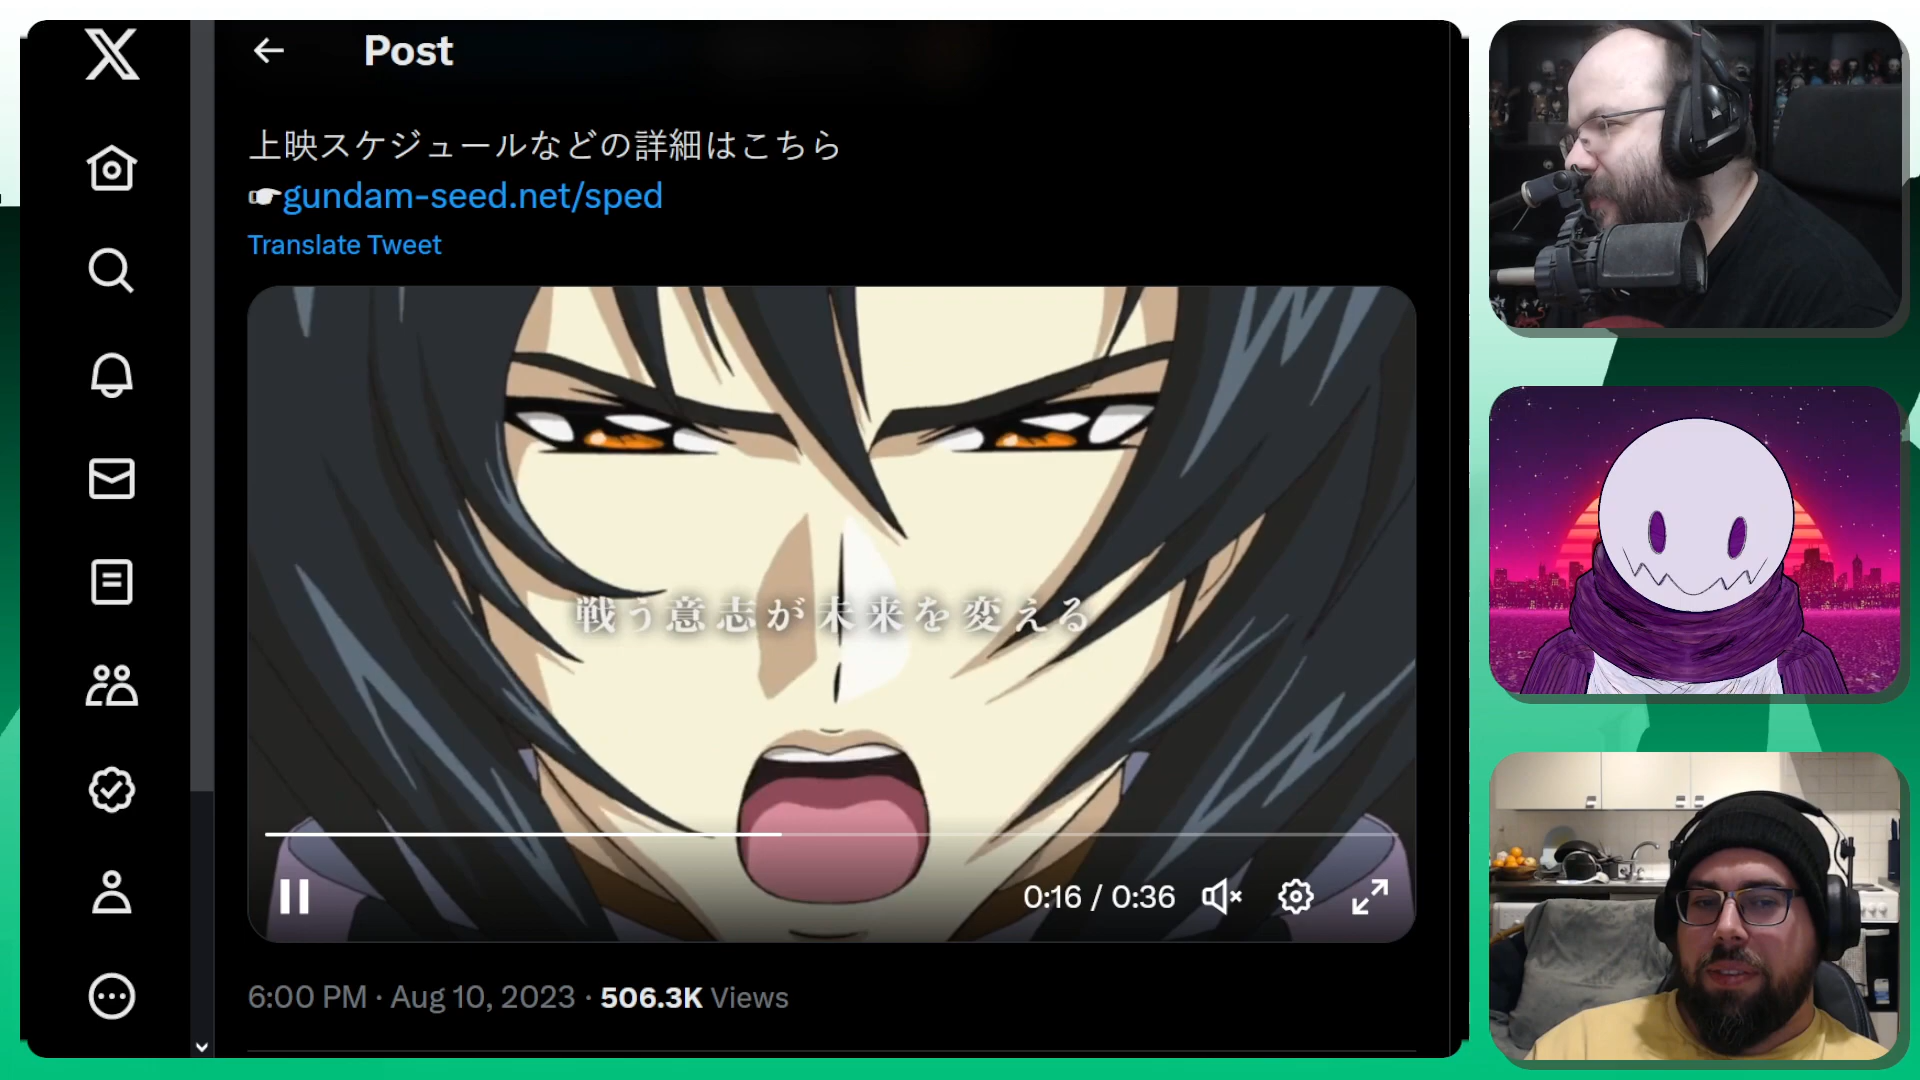 Post
上映スケジュールなどの詳細はこちら
👉gundam-seed.net/sped
Translate Tweet
戦う意志が未来を変える
0:16 / 0:36
6:00 PM · Aug 10, 2023 · 506.3K Views